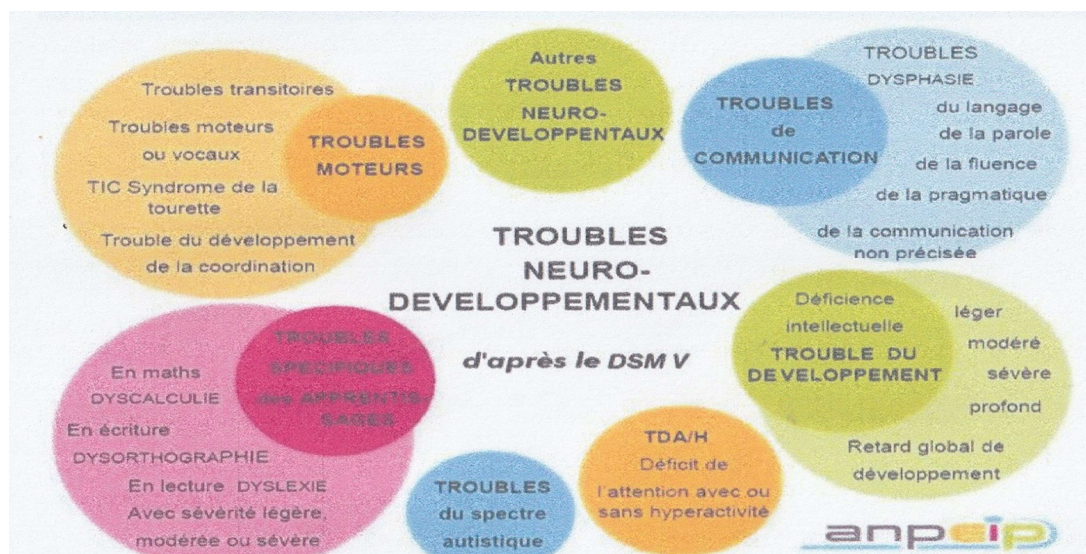 Troubles transitoires
Troubles moteurs
ou vocaux
TIC Syndrome de la
tourette
Trouble du développement
de la coordination
TROUBLES
MOTEURS
Autres
TROUBLES
NEURO-
DEVELOPPENTAUX
TROUBLES
de
COMMUNICATION
TROUBLES
DYSPHASIE
du langage
de la parole
de la fluence
de la pragmatique
de la communication
non précisée
TROUBLES
NEURO-
DEVELOPPEMENTAUX
d'après le DSM V
TROUBLES
SPECIFIQUES
des APPRENTIS-
SAGES
En maths
DYSCALCULIE
En écriture
DYSORTHOGRAPHIE
En lecture DYSLEXIE
Avec sévérité légère,
modérée ou sévère
TROUBLES
du spectre
autistique
TDA/H
Déficit de
l'attention avec ou
sans hyperactivité
Déficience
intellectuelle
TROUBLE DU
DEVELOPPEMENT
léger
modéré
sévère
profond
Retard global de
développement
anpeip